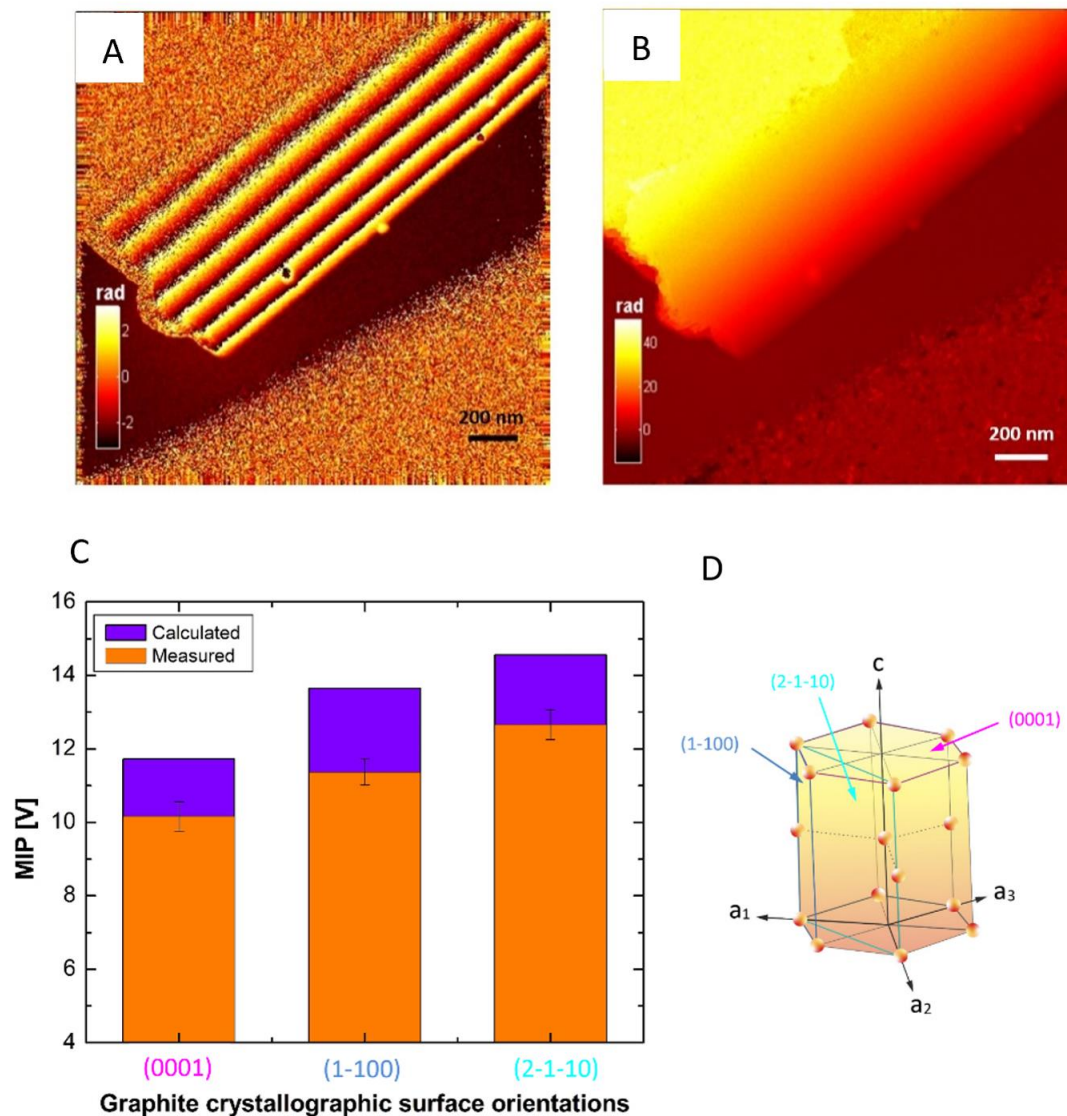 A
rad
2
0
-2
200 nm
B
rad
40
20
0
200 nm
C
16
14
12
10
8
6
4
MIP [V]
Calculated
Measured
(0001)
(1-100)
(2-1-10)
Graphite crystallographic surface orientations
D
c
(2-1-10)
(0001)
(1-100)
a₁
a₃
a₂